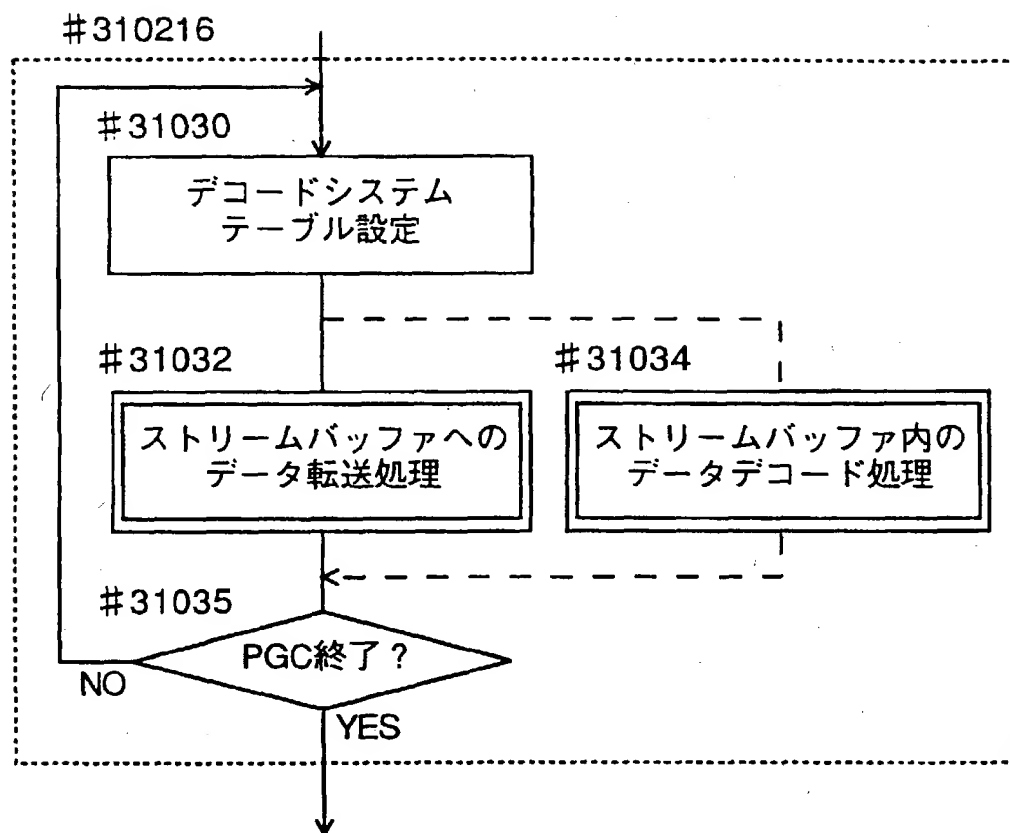 #310216
#31030
デコードシステム
テーブル設定
#31032
#31034
ストリームバッファへの
データ転送処理
ストリームバッファ内の
データデコード処理
#31035
PGC終了?
NO
YES